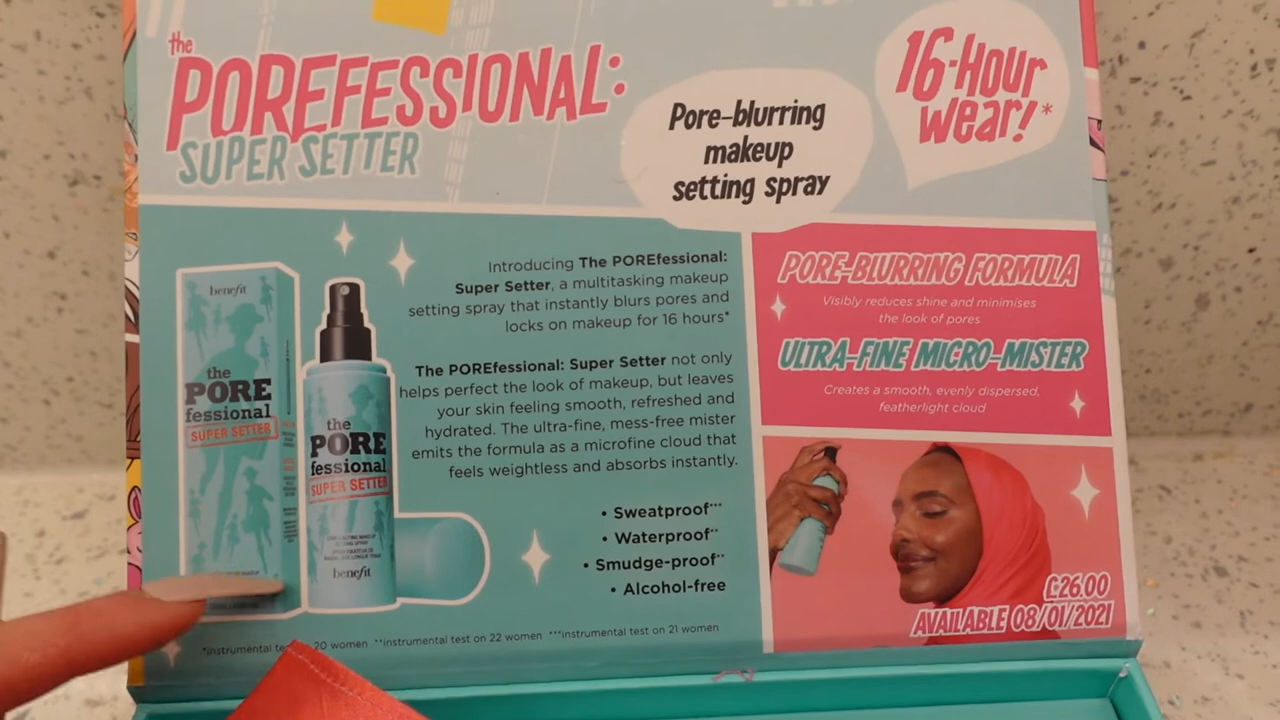 the
POREFESSIONAL:
SUPER SETTER
Pore-blurring
makeup
setting spray
16-HOUR
wear!*
Introducing The POREfessional:
Super Setter, a multitasking makeup
setting spray that instantly blurs pores and
locks on makeup for 16 hours*
The POREfessional: Super Setter not only
helps perfect the look of makeup, but leaves
your skin feeling smooth, refreshed and
hydrated. The ultra-fine, mess-free mister
emits the formula as a microfine cloud that
feels weightless and absorbs instantly.
• Sweatproof***
• Waterproof**
• Smudge-proof**
• Alcohol-free
*instrumental 20 women **instrumental test on 22 women ***instrumental test on 21 women
benefit
the
PORE
fessional
SUPER SETTER
the
PORE
fessional
SUPER SETTER
benefit
PORE-BLURRING FORMULA
Visibly reduces shine and minimises
the look of pores
ULTRA-FINE MICRO-MISTER
Creates a smooth, evenly dispersed,
featherlight cloud
£26.00
AVAILABLE 08/01/2021